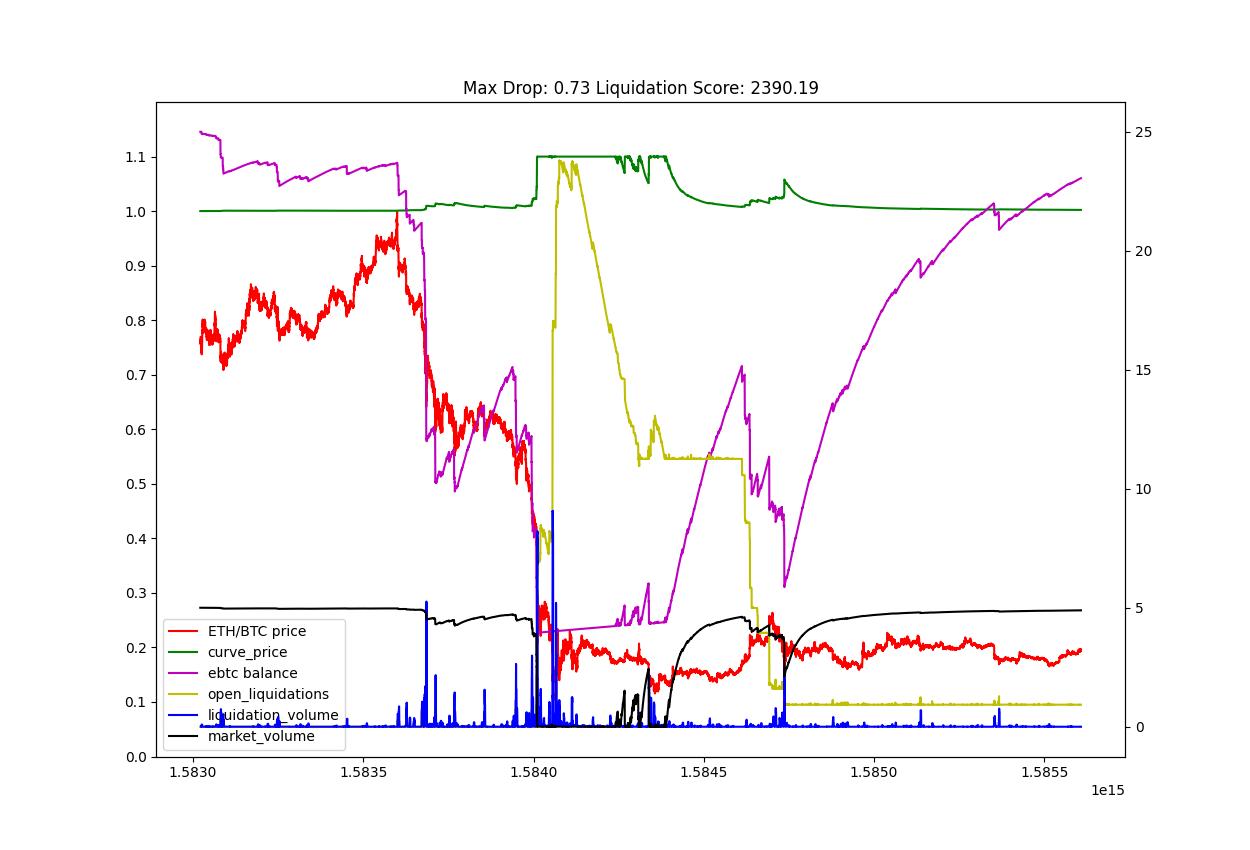 Max Drop: 0.73 Liquidation Score: 2390.19
1.1
1.0
0.9
0.8
0.7
0.6
0.5
0.4
0.3
0.2
0.1
0.0
25
20
15
10
5
0
ETH/BTC price
curve_price
ebtc balance
open_liquidations
liquidation_volume
market_volume
1.5830 1.5835 1.5840 1.5845 1.5850 1.5855
1e15